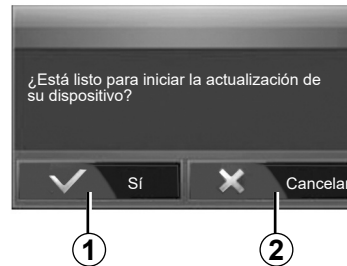 ¿Está listo para iniciar la actualización de
su dispositivo?
Sí
Cancelar
1
2